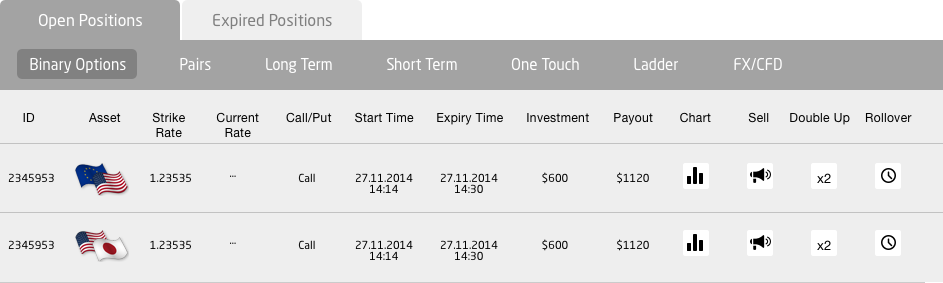 Open Positions Expired Positions
Binary Options Pairs Long Term Short Term One Touch Ladder FX/CFD
ID Asset Strike Rate Current Rate Call/Put Start Time Expiry Time Investment Payout Chart Sell Double Up Rollover
2345953 1.23535 ... Call 27.11.2014 14:14 27.11.2014 14:30 $600 $1120 x2
2345953 1.23535 ... Call 27.11.2014 14:14 27.11.2014 14:30 $600 $1120 x2